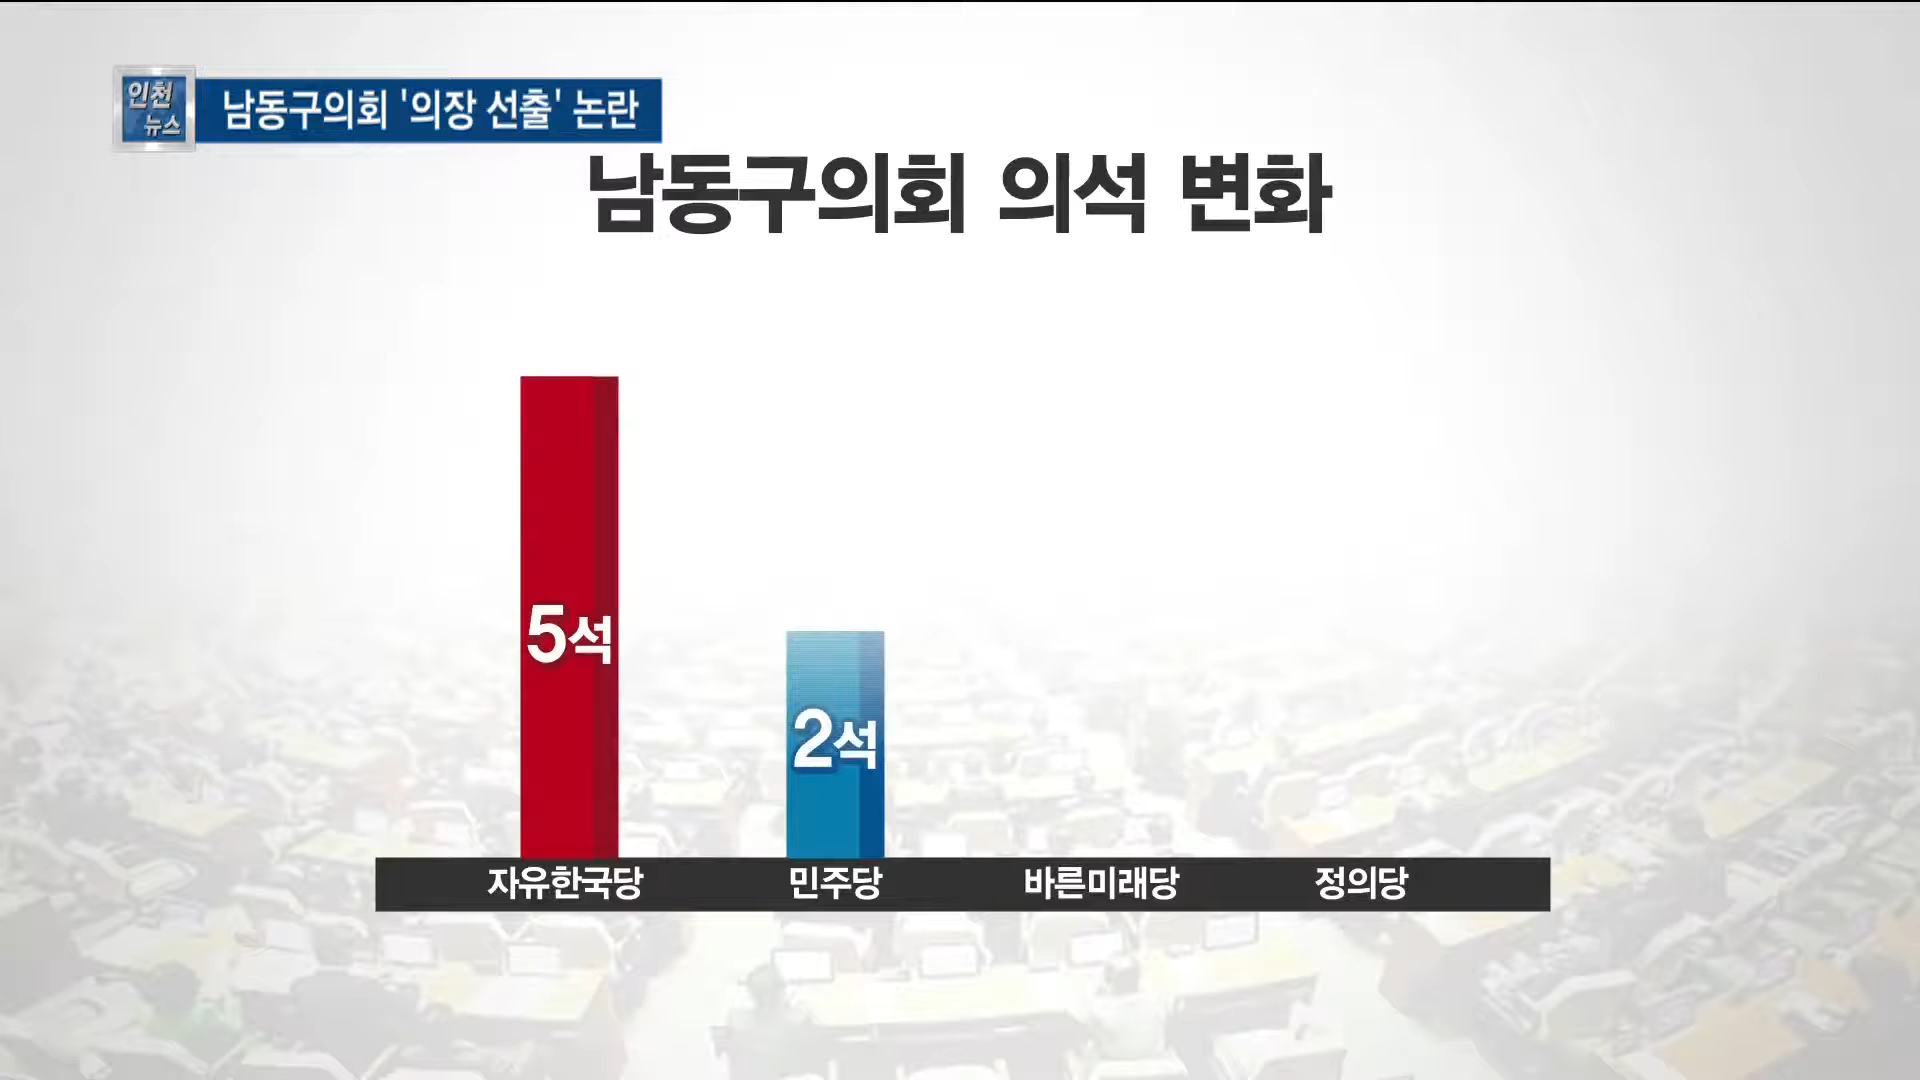 인천
뉴스
남동구의회 '의장 선출' 논란
남동구의회 의석 변화
5석
2석
자유한국당 민주당 바른미래당 정의당